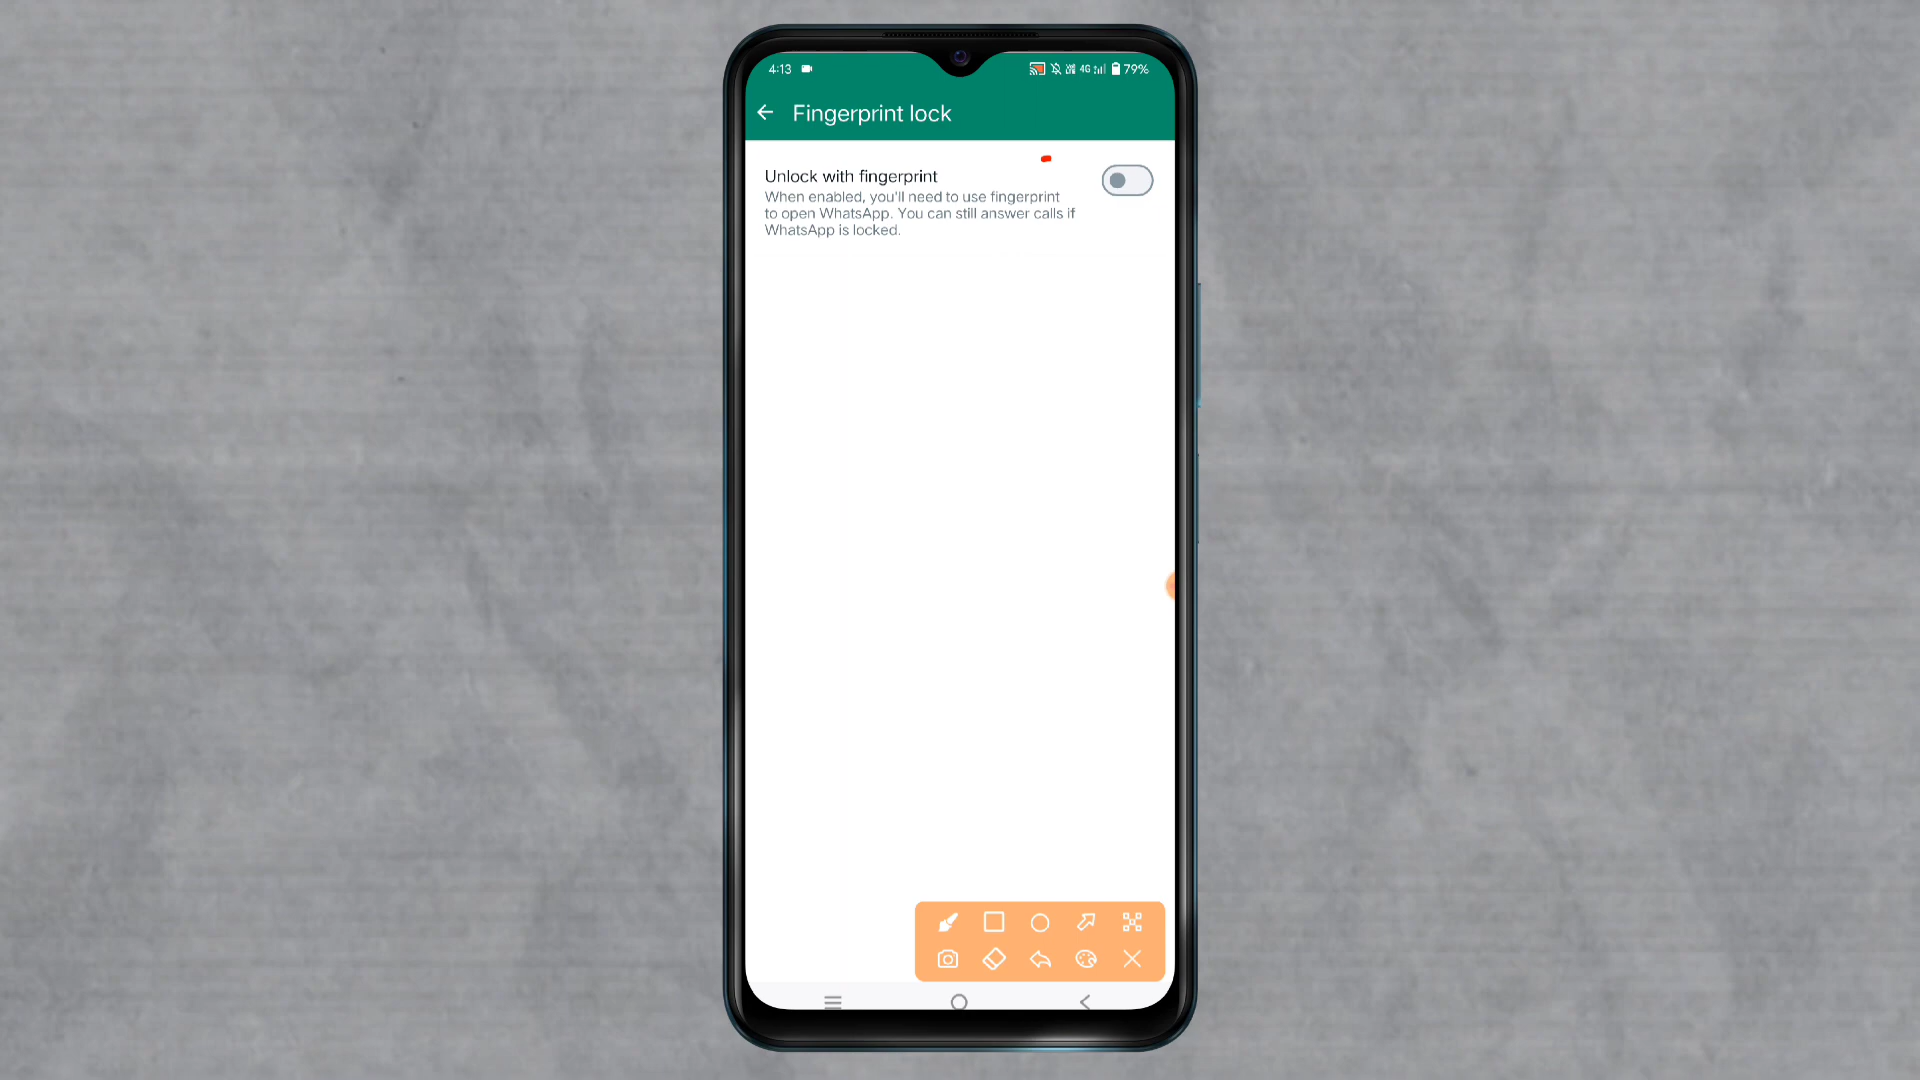 4:13
4G 79%
Fingerprint lock
Unlock with fingerprint
When enabled, you'll need to use fingerprint
to open WhatsApp. You can still answer calls if
WhatsApp is locked.